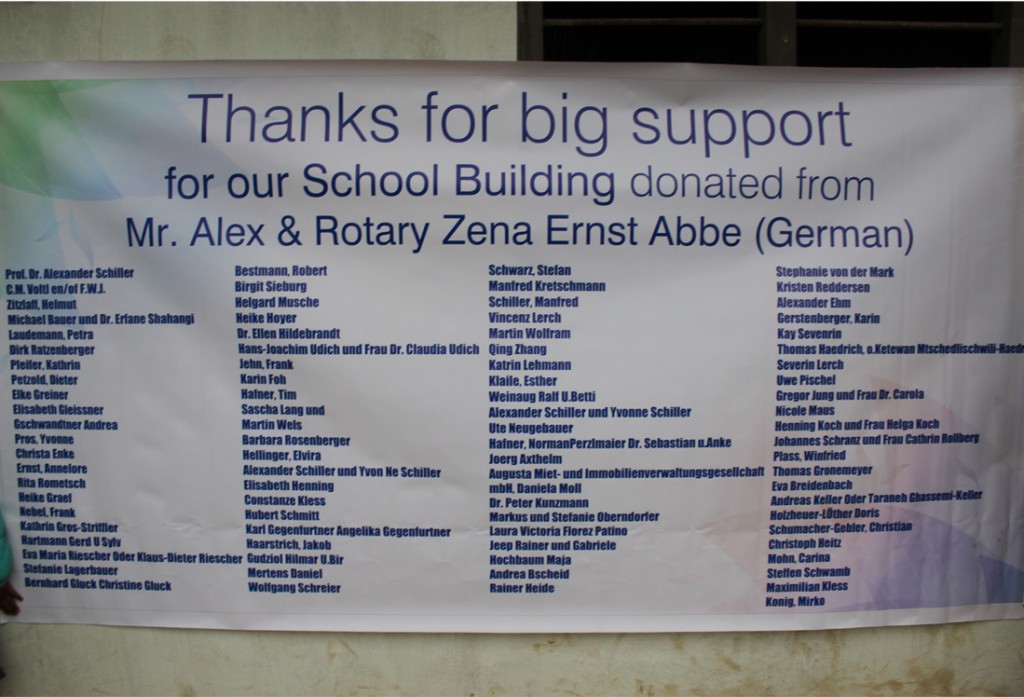 Thanks for big support
for our School Building donated from
Mr. Alex & Rotary Zena Ernst Abbe (German)
Prof. Dr. Alexander Schiller
C.M. Voltl en/of F.W.J.
Zitzlaff, Helmut
Michael Bauer und Dr. Erfane Shahangi
Laudemann, Petra
Dirk Ratzenberger
Pfeifer, Kathrin
Petzold, Dieter
Elke Greiner
Elisabeth Gleissner
Gschwandtner Andrea
Pros, Yvonne
Christa Enke
Ernst, Annelore
Rita Rometsch
Heike Graef
Nebel, Frank
Kathrin Gros-Striffler
Hartmann Gerd U Sylv
Eva Maria Riescher Oder Klaus-Dieter Riescher
Stefanie Lagerbauer
Bernhard Gluck Christine Gluck
Bestmann, Robert
Birgit Sieburg
Helgard Musche
Heike Hoyer
Dr. Ellen Hildebrandt
Hans-Joachim Udich und Frau Dr. Claudia Udich
Jehn, Frank
Karin Foh
Hafner, Tim
Sascha Lang und
Martin Wels
Barbara Rosenberger
Hellinger, Elvira
Alexander Schiller und Yvon Ne Schiller
Elisabeth Henning
Constanze Kless
Hubert Schmitt
Karl Gegenfurtner Angelika Gegenfurtner
Haarstrich, Jakob
Gudziol Hilmar U.Bir
Mertens Daniel
Wolfgang Schreier
Schwarz, Stefan
Manfred Kretschmann
Schiller, Manfred
Vincenz Lerch
Martin Wolfram
Qing Zhang
Katrin Lehmann
Klaile, Esther
Weinaug Ralf U.Betti
Alexander Schiller und Yvonne Schiller
Ute Neugebauer
Hafner, NormanPerzlmaier Dr. Sebastian u.Anke
Joerg Axthelm
Augusta Miet- und Immobilienverwaltungsgesellschaft
mbH, Daniela Moll
Dr. Peter Kunzmann
Markus und Stefanie Oberndorfer
Laura Victoria Florez Patino
Jeep Rainer und Gabriele
Hochbaum Maja
Andrea Bscheid
Rainer Heide
Stephanie von der Mark
Kristen Reddersen
Alexander Ehm
Gerstenberger, Karin
Kay Sevenrin
Thomas Haedrich, o.Ketewan Mtschedlischwili-Haed
Severin Lerch
Uwe Pischel
Gregor Jung und Frau Dr. Carola
Nicole Maus
Henning Koch und Frau Helga Koch
Johannes Schranz und Frau Cathrin Rollberg
Plass, Winfried
Thomas Gronemeyer
Eva Breidenbach
Andreas Keller Oder Taraneh Ghassemi-Keller
Holzheuer-LÖther Doris
Schumacher-Gebler, Christian
Christoph Heitz
Mohn, Carina
Steffen Schwamb
Maximilian Kless
Konig, Mirko